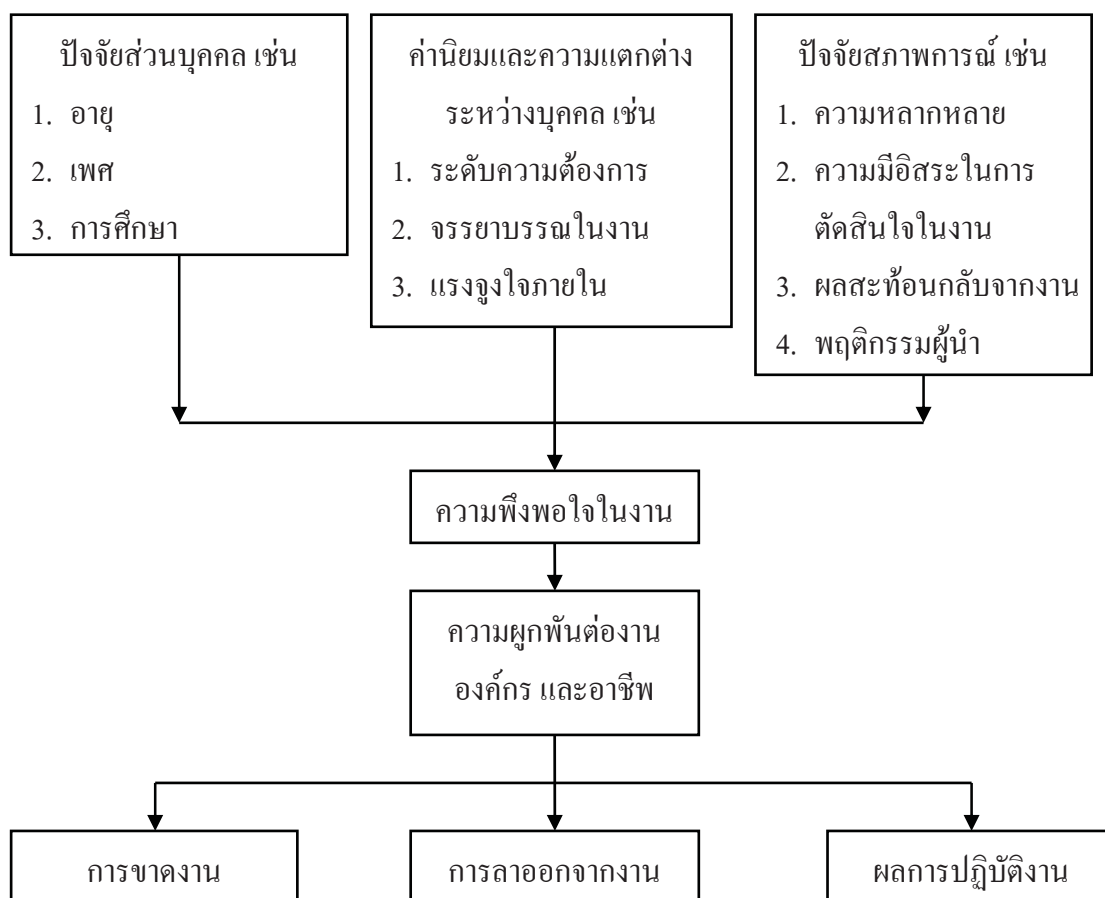 ปัจจัยส่วนบุคคล เช่น
1. อายุ
2. เพศ
3. การศึกษา
ค่านิยมและความแตกต่าง
ระหว่างบุคคล เช่น
1. ระดับความต้องการ
2. จรรยาบรรณในงาน
3. แรงจูงใจภายใน
ปัจจัยสภาพการณ์ เช่น
1. ความหลากหลาย
2. ความมีอิสระในการ
ตัดสินใจในงาน
3. ผลสะท้อนกลับจากงาน
4. พฤติกรรมผู้นำ
ความพึงพอใจในงาน
ความผูกพันต่องาน
องค์กร และอาชีพ
การขาดงาน
การลาออกจากงาน
ผลการปฏิบัติงาน